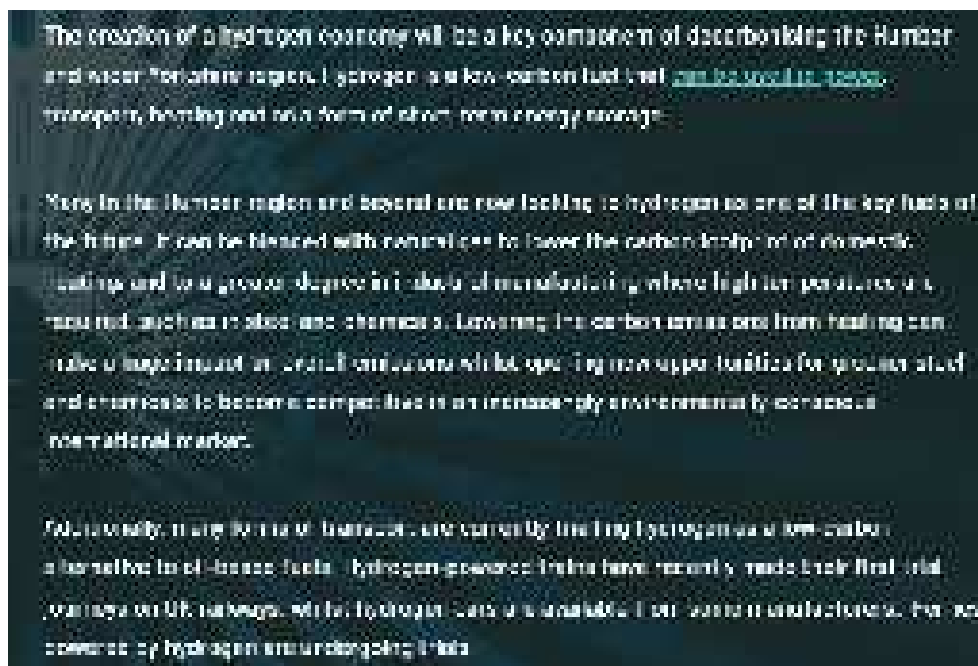 The creation of a hydrogen economy will be a key component of decarbonising the Humber
and wider Yorkshire region. Hydrogen is a low-carbon fuel that can be used in power,
transport, heating and as a form of short-term energy storage.
Many in the Humber region and beyond are now looking to hydrogen as one of the key fuels of
the future. It can be blended with natural gas to lower the carbon footprint of domestic
heating and to a greater degree in industrial manufacturing where high temperatures are
required, such as in steel and chemicals. Lowering the carbon emissions from heating can
make a huge impact on overall emissions whilst opening new opportunities for greener steel
and chemicals to become competitive in an increasingly environmentally-conscious
international market.
Additionally, many forms of transport are currently trialling hydrogen as a low-carbon
alternative to oil-based fuels. Hydrogen-powered trains have recently made their first trial
journeys on UK railways, whilst hydrogen cars are available from some manufacturers. Ferries
powered by hydrogen are undergoing trials